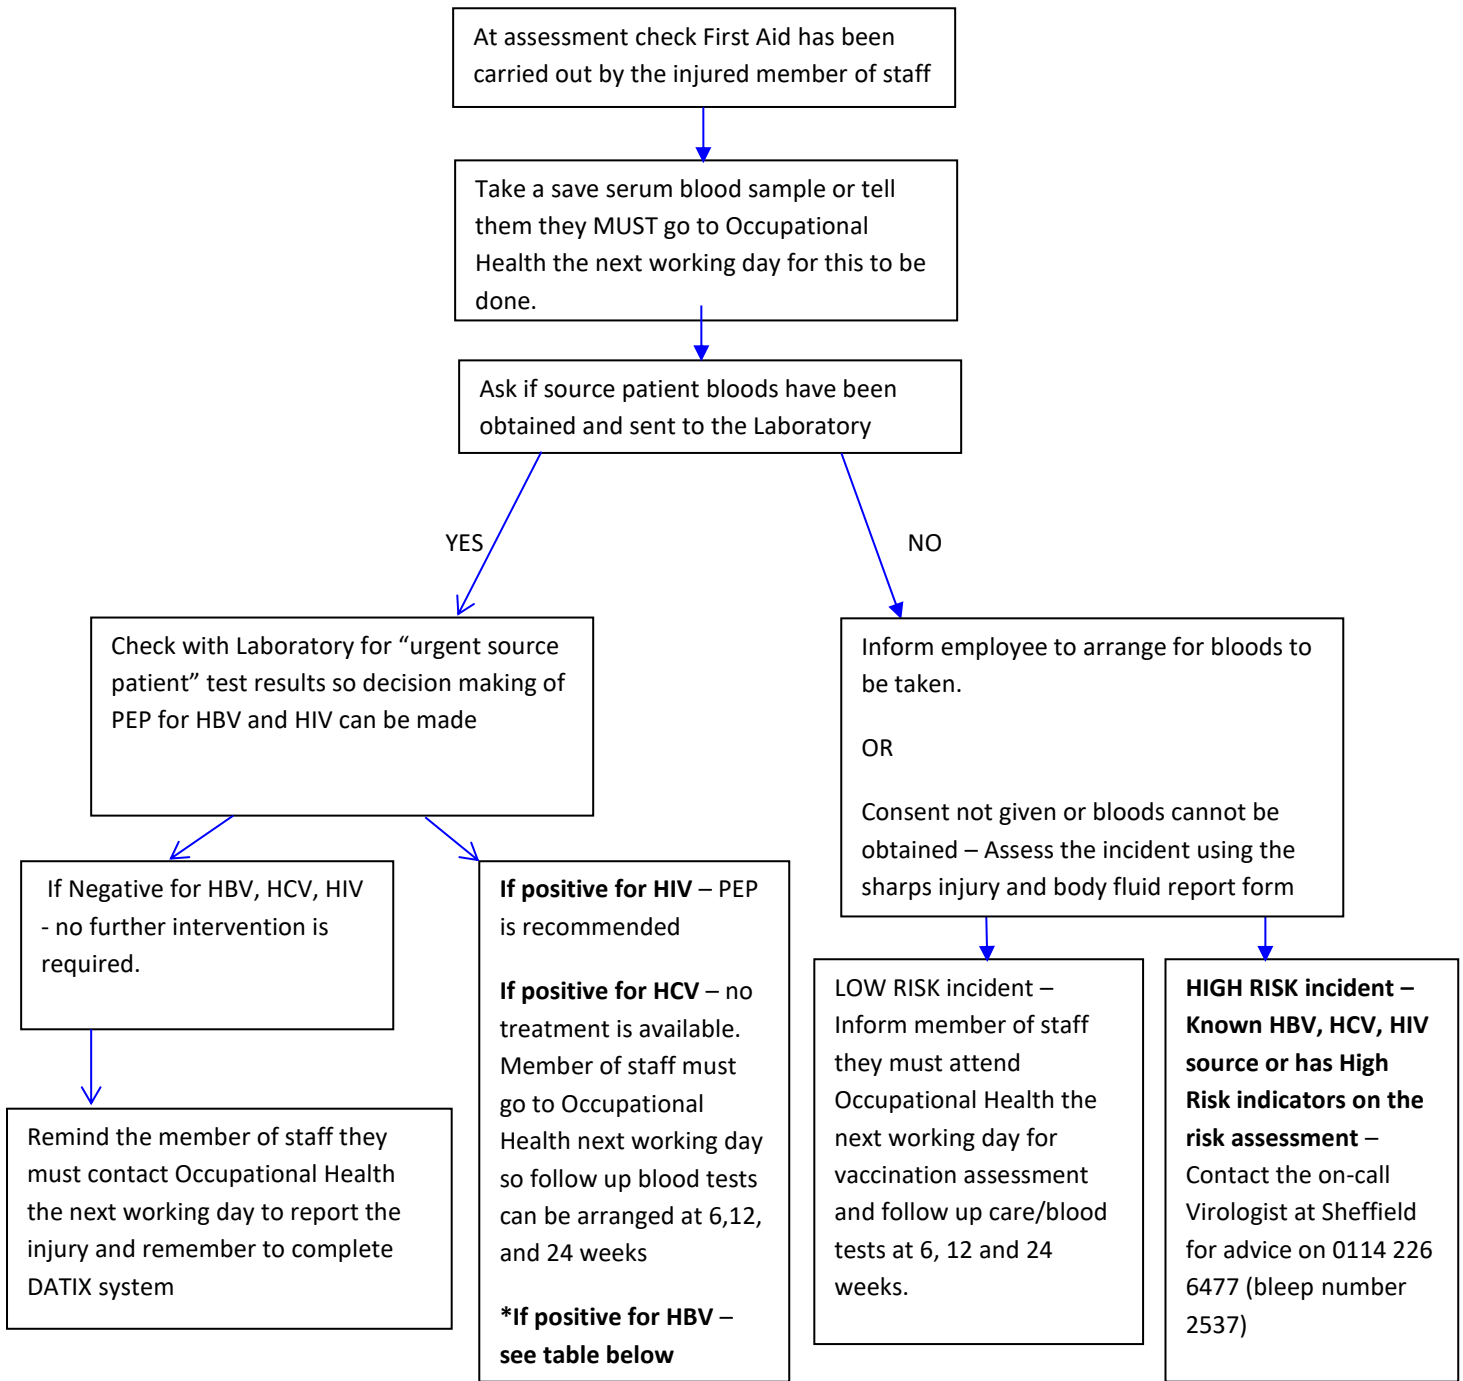 At assessment check First Aid has been
carried out by the injured member of staff
Take a save serum blood sample or tell
them they MUST go to Occupational
Health the next working day for this to be
done.
Ask if source patient bloods have been
obtained and sent to the Laboratory
YES
NO
Check with Laboratory for “urgent source
patient” test results so decision making of
PEP for HBV and HIV can be made
Inform employee to arrange for bloods to
be taken.
OR
Consent not given or bloods cannot be
obtained – Assess the incident using the
sharps injury and body fluid report form
If Negative for HBV, HCV, HIV
- no further intervention is
required.
If positive for HIV – PEP
is recommended
If positive for HCV – no
treatment is available.
Member of staff must
go to Occupational
Health next working day
so follow up blood tests
can be arranged at 6,12,
and 24 weeks
*If positive for HBV –
see table below
LOW RISK incident –
Inform member of staff
they must attend
Occupational Health the
next working day for
vaccination assessment
and follow up care/blood
tests at 6, 12 and 24
weeks.
HIGH RISK incident –
Known HBV, HCV, HIV
source or has High
Risk indicators on the
risk assessment –
Contact the on-call
Virologist at Sheffield
for advice on 0114 226
6477 (bleep number
2537)
Remind the member of staff they
must contact Occupational Health
the next working day to report the
injury and remember to complete
DATIX system